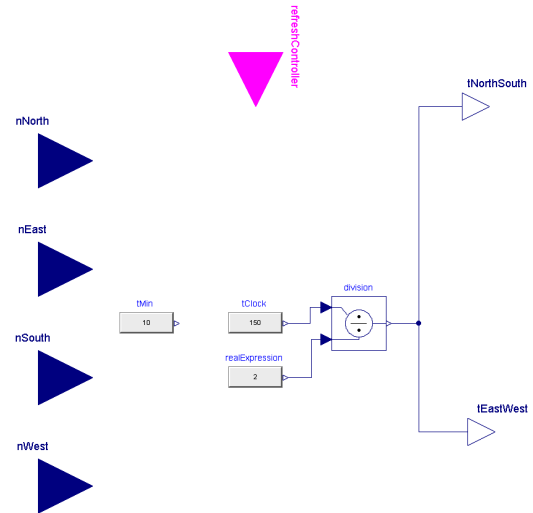 refreshController
tNorthSouth
nNorth
nEast
division
tMin
tClock
10
150
nSouth
realExpression
2
tEastWest
nWest